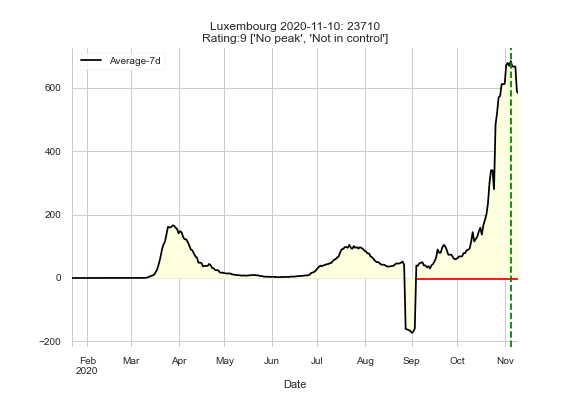 Luxembourg 2020-11-10: 23710
Rating:9 ['No peak', 'Not in control']
Average-7d
600
400
200
0
−200
Feb Mar Apr May Jun Jul Aug Sep Oct Nov
2020
Date